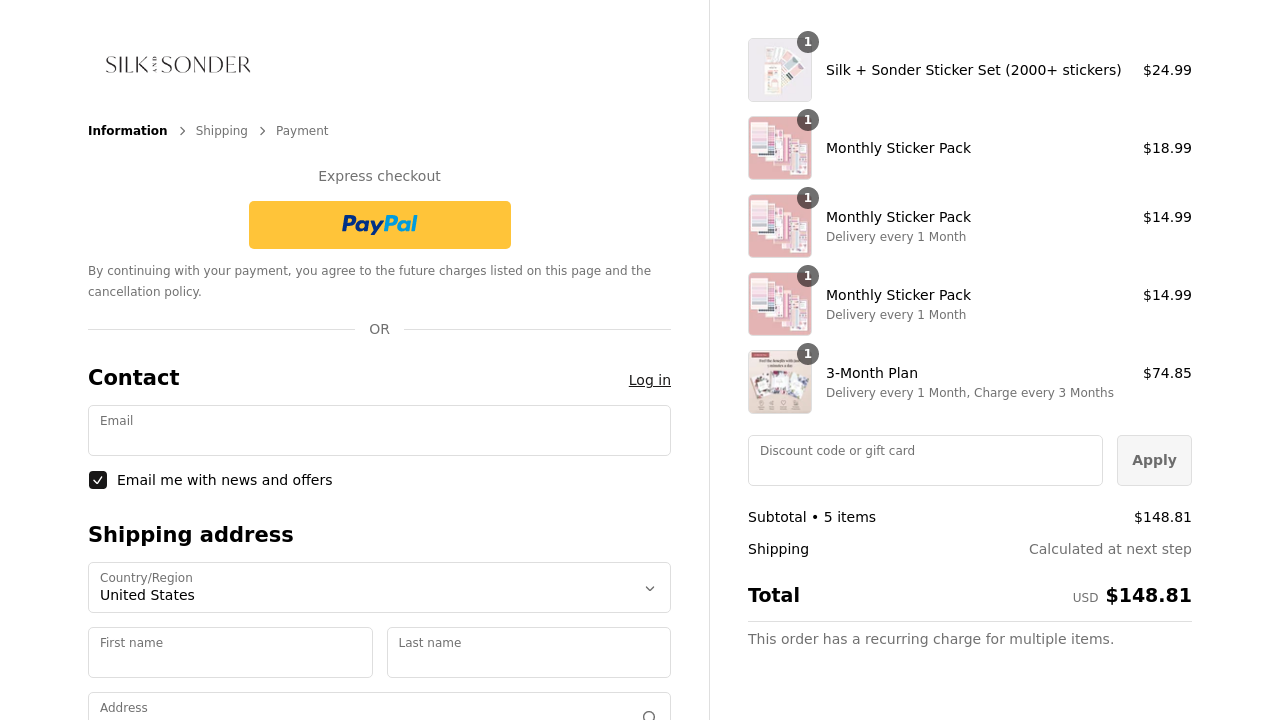 SILK AND SONDER
Information
Shipping
Payment
Express checkout
PayPal
By continuing with your payment, you agree to the future charges listed on this page and the
cancellation policy.
OR
Contact
Log in
Email
Email me with news and offers
Shipping address
Country/Region
United States
First name
Last name
Address
1
Silk + Sonder Sticker Set (2000+ stickers)
$24.99
1
Monthly Sticker Pack
$18.99
1
Monthly Sticker Pack
Delivery every 1 Month
$14.99
1
Monthly Sticker Pack
Delivery every 1 Month
$14.99
1
3-Month Plan
Delivery every 1 Month, Charge every 3 Months
$74.85
Discount code or gift card
Apply
Subtotal • 5 items
$148.81
Shipping
Calculated at next step
Total
USD $148.81
This order has a recurring charge for multiple items.